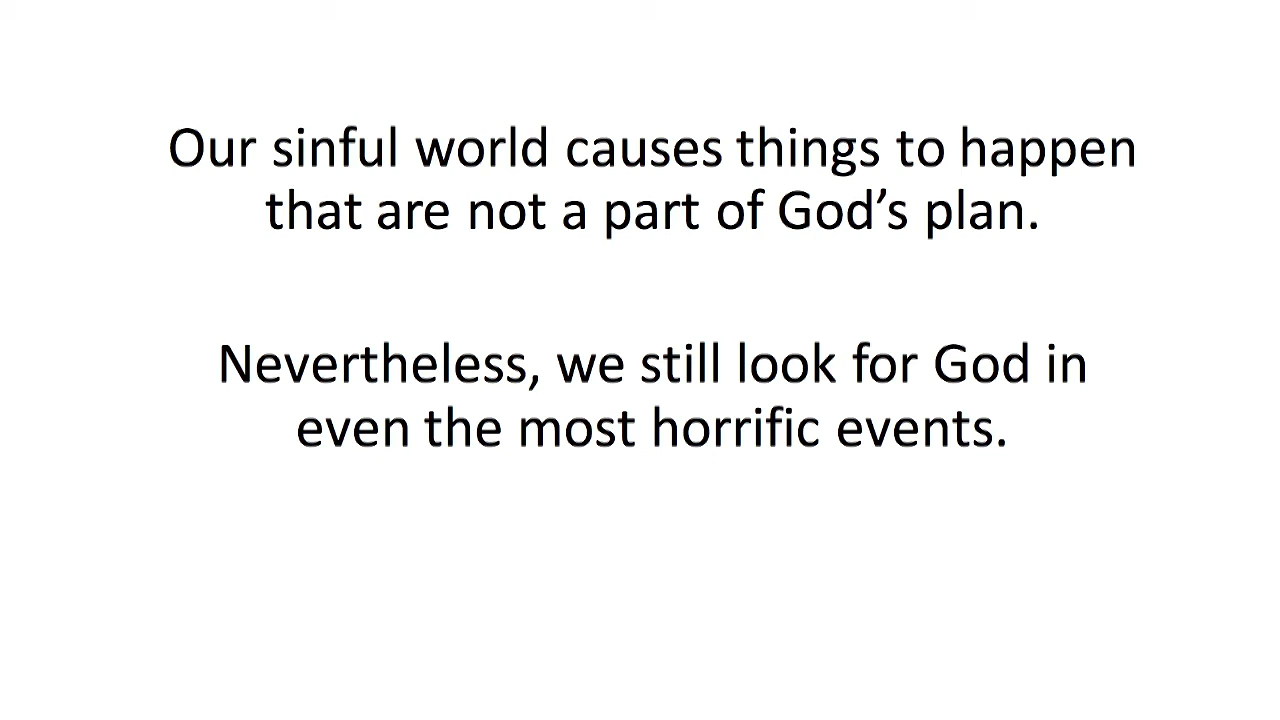 Our sinful world causes things to happen
that are not a part of God’s plan.
Nevertheless, we still look for God in
even the most horrific events.